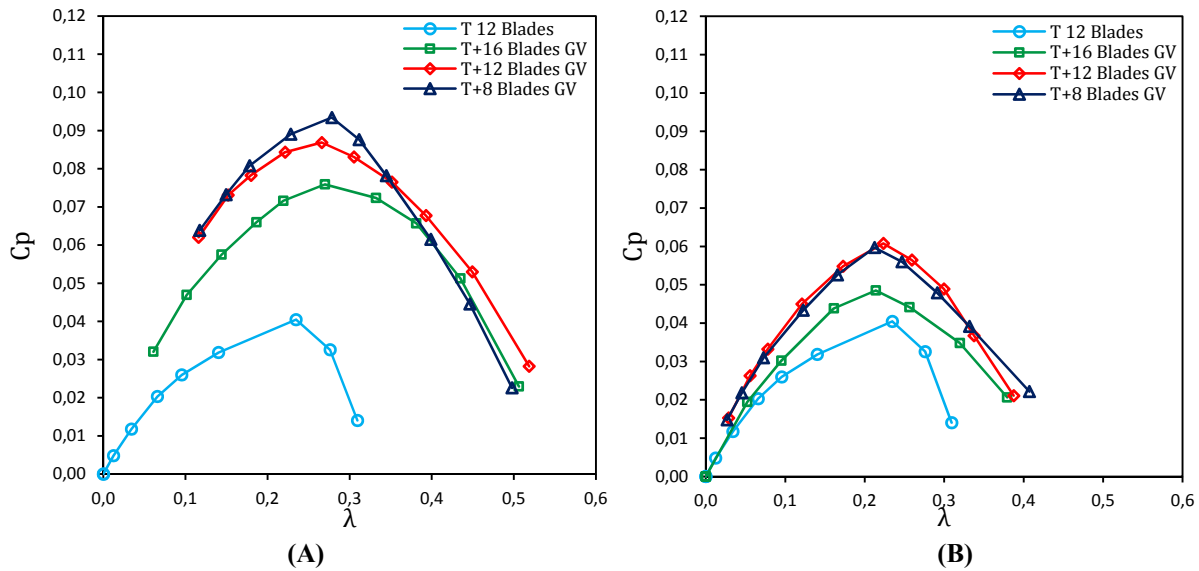 0,12
0,11
0,10
0,09
0,08
0,07
0,06
0,05
0,04
0,03
0,02
0,01
0,00
Cp
T 12 Blades
T+16 Blades GV
T+12 Blades GV
T+8 Blades GV
0,0 0,1 0,2 0,3 0,4 0,5 0,6
λ
(A)
0,12
0,11
0,10
0,09
0,08
0,07
0,06
0,05
0,04
0,03
0,02
0,01
0,00
Cp
T 12 Blades
T+16 Blades GV
T+12 Blades GV
T+8 Blades GV
0,0 0,1 0,2 0,3 0,4 0,5 0,6
λ
(B)